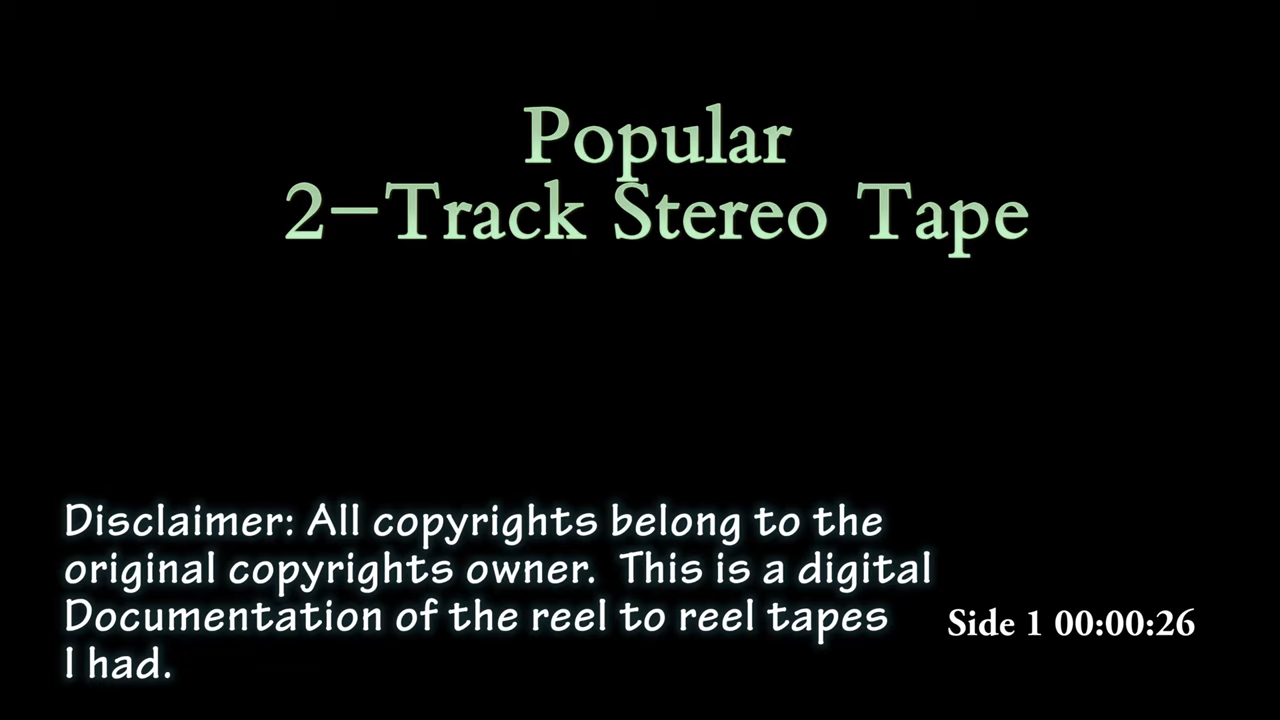 Popular
2-Track Stereo Tape
Disclaimer: All copyrights belong to the
original copyrights owner.  This is a digital
Documentation of the reel to reel tapes
I had.
Side 1 00:00:26